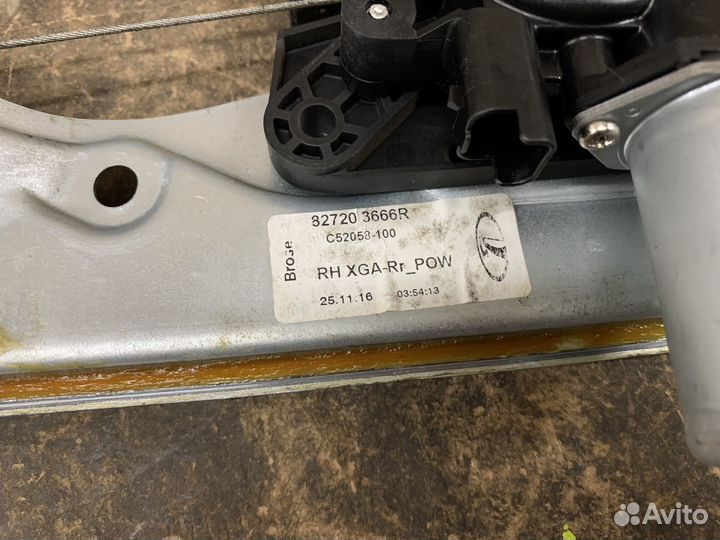 82720 3666R
C52058-100
Brose
RH XGA-Rr_POW
25.11.16 03:54:13
Avito